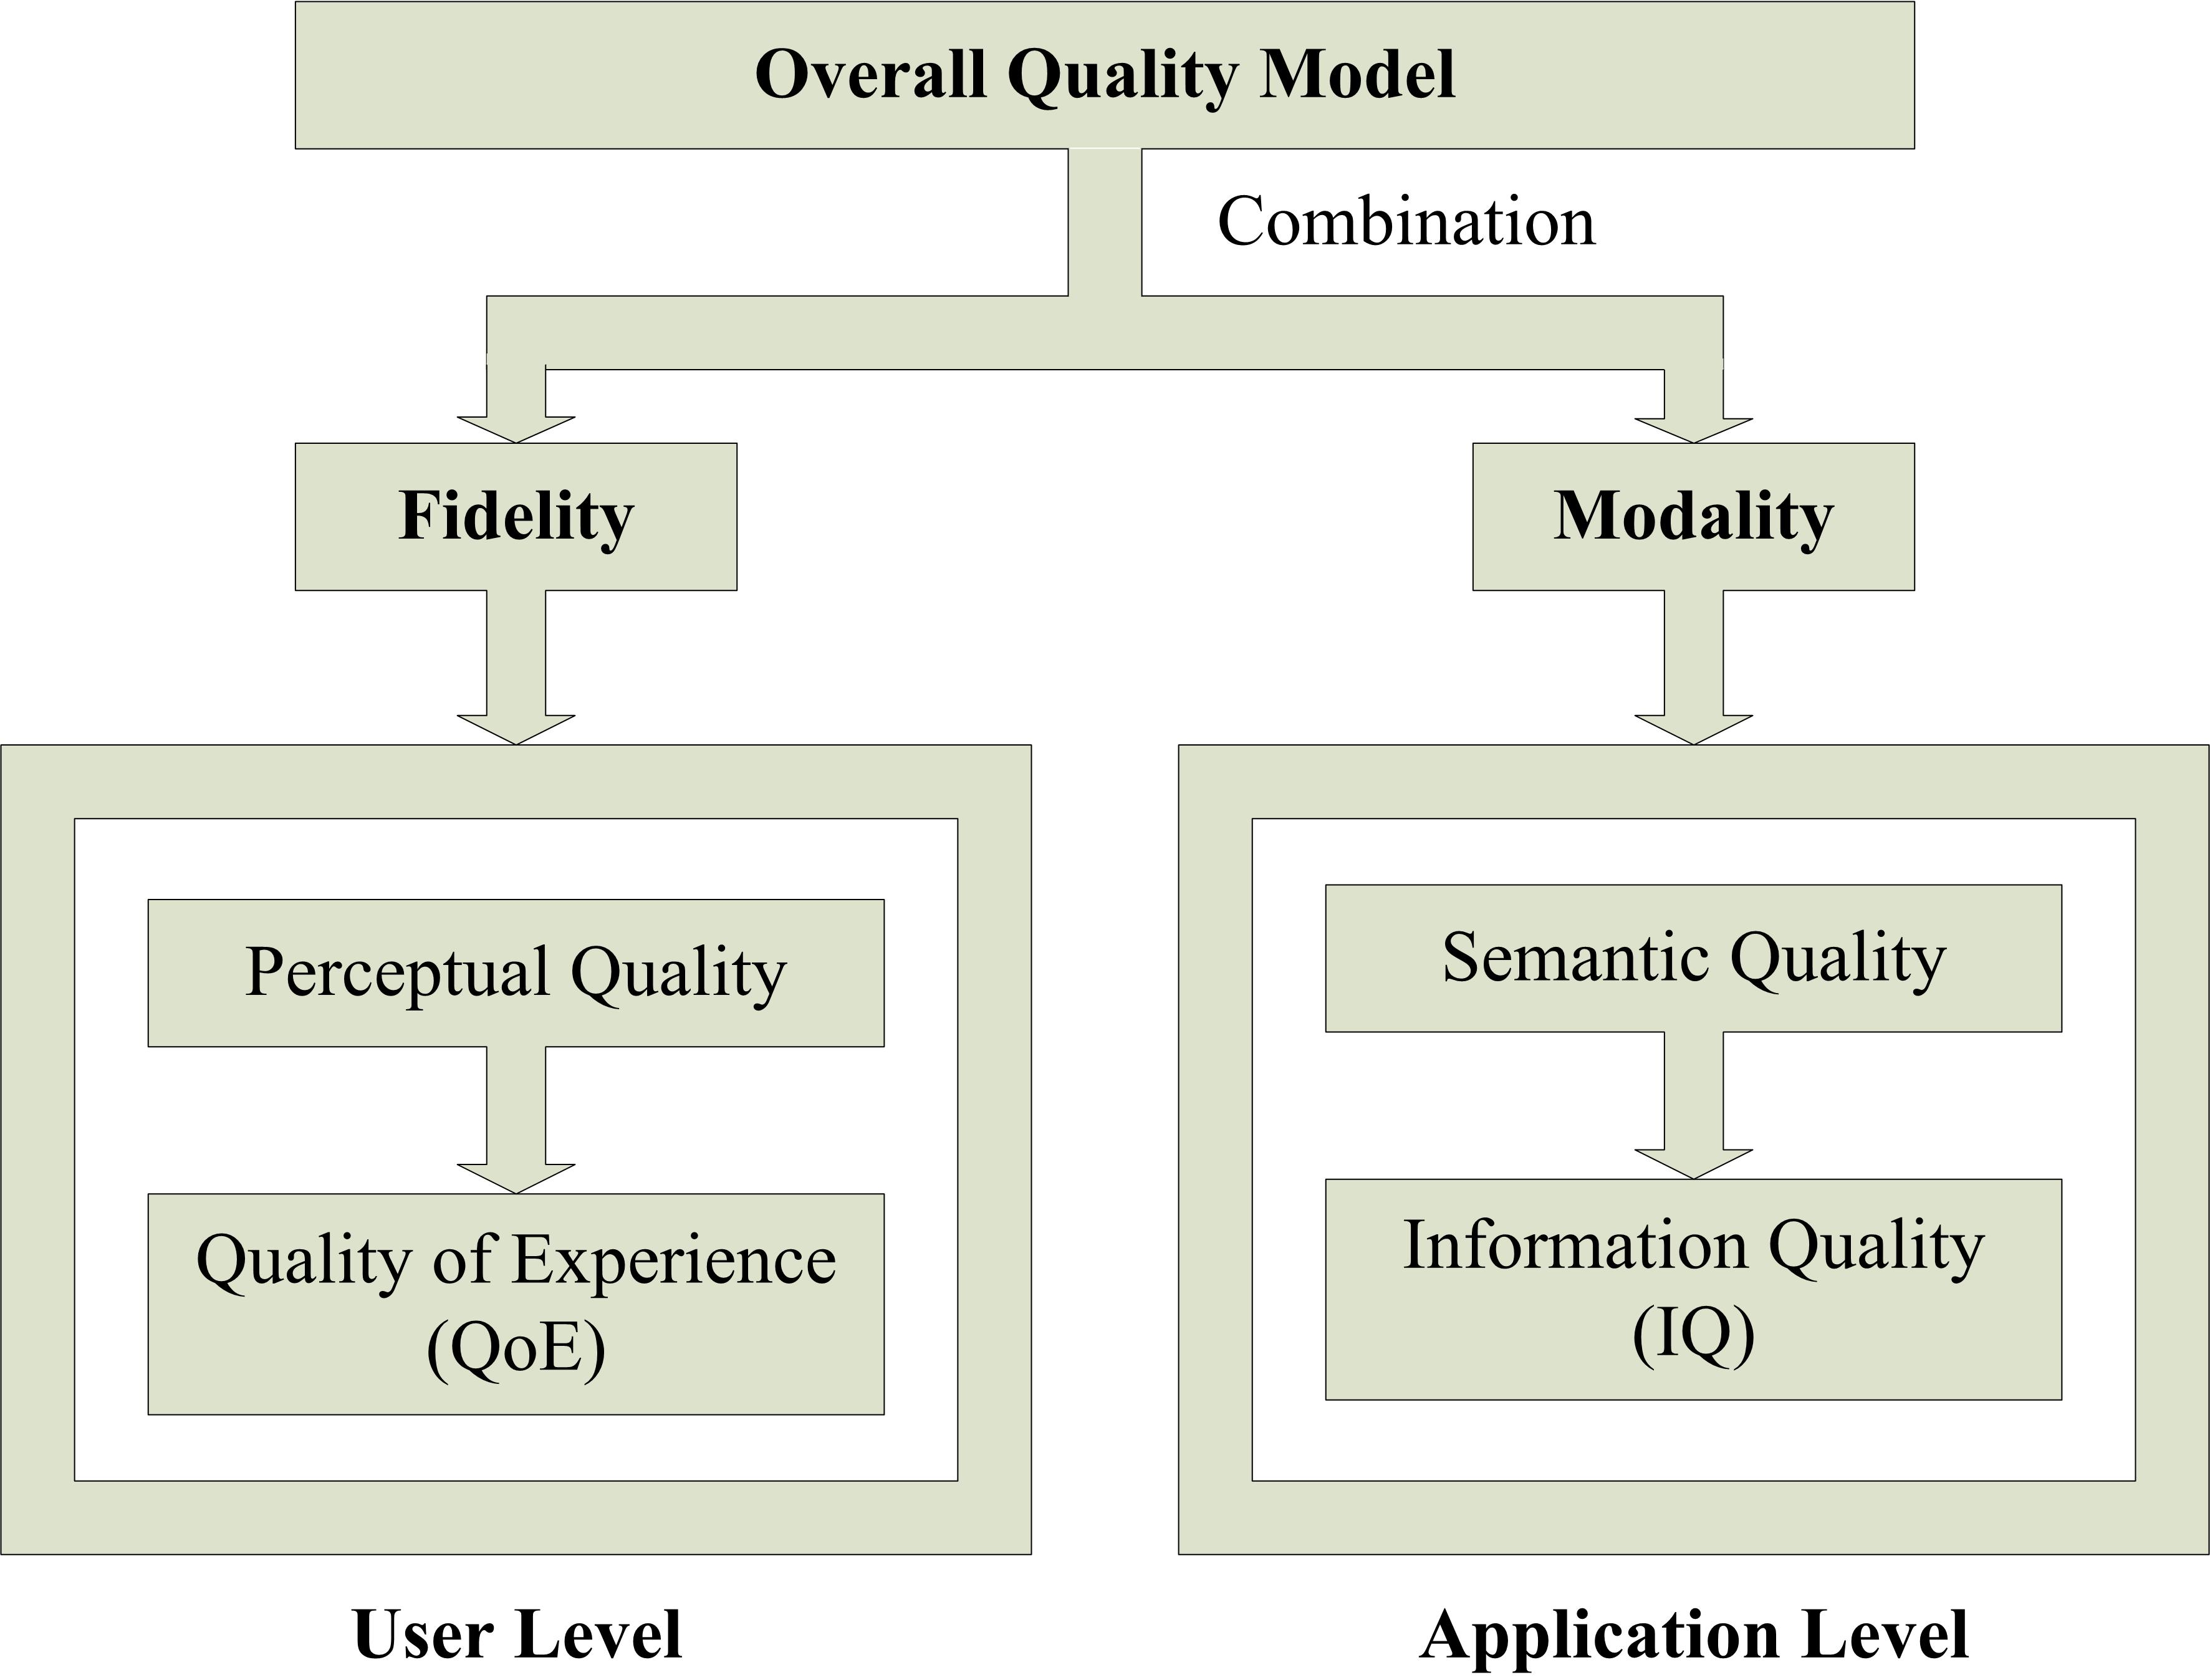 Overall Quality Model
Combination
Fidelity
Modality
Perceptual Quality
Quality of Experience
(QoE)
Semantic Quality
Information Quality
(IQ)
User Level
Application Level